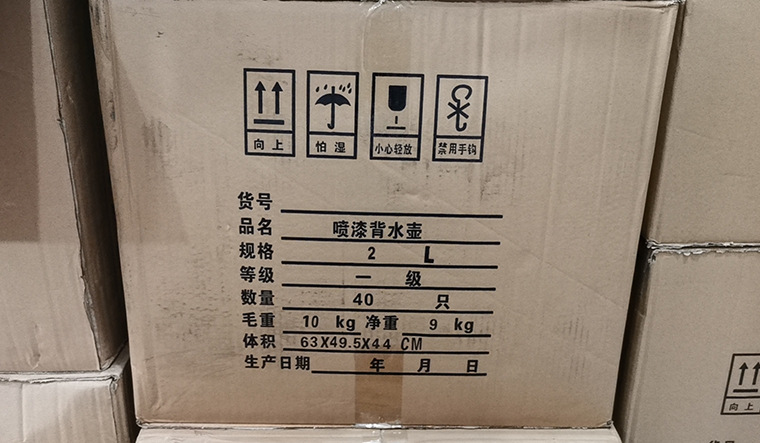 向上 怕湿 小心轻放 禁用手钩
货号
品名 喷漆背水壶
规格 2 L
等级 一级
数量 40 只
毛重 10 kg 净重 9 kg
体积 63X49.5X44 CM
生产日期 年 月 日
向上